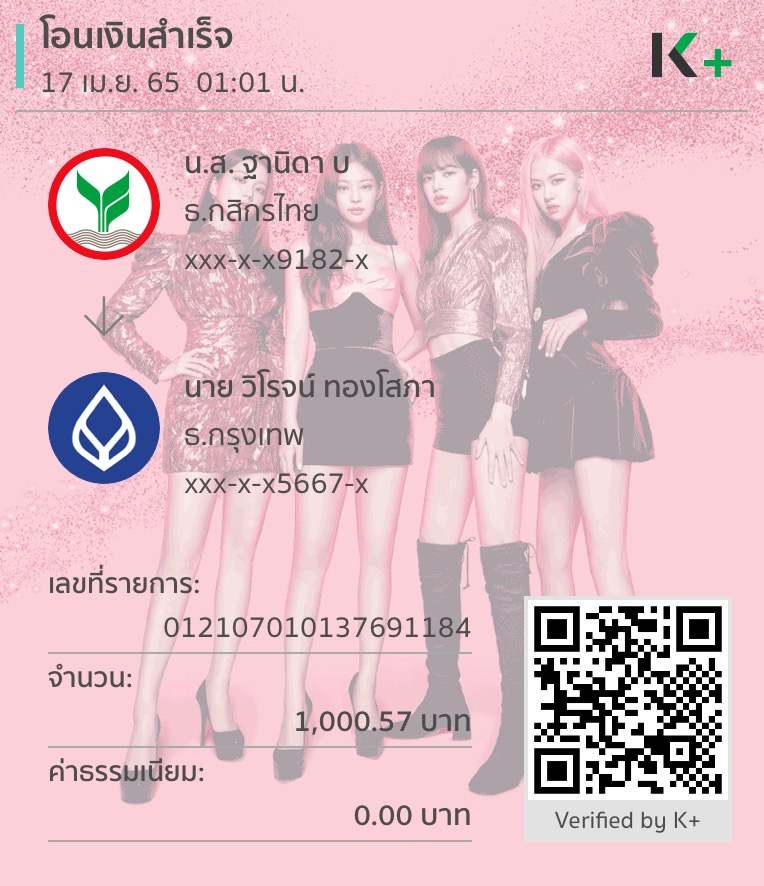 โอนเงินสำเร็จ
17 เม.ย. 65  01:01 น.
K+
น.ส. ฐานิดา บ
ธ.กสิกรไทย
xxx-x-x9182-x
นาย วิโรจน์ ทองโสภา
ธ.กรุงเทพ
xxx-x-x5667-x
เลขที่รายการ:
012107010137691184
จำนวน:
1,000.57 บาท
ค่าธรรมเนียม:
0.00 บาท
Verified by K+